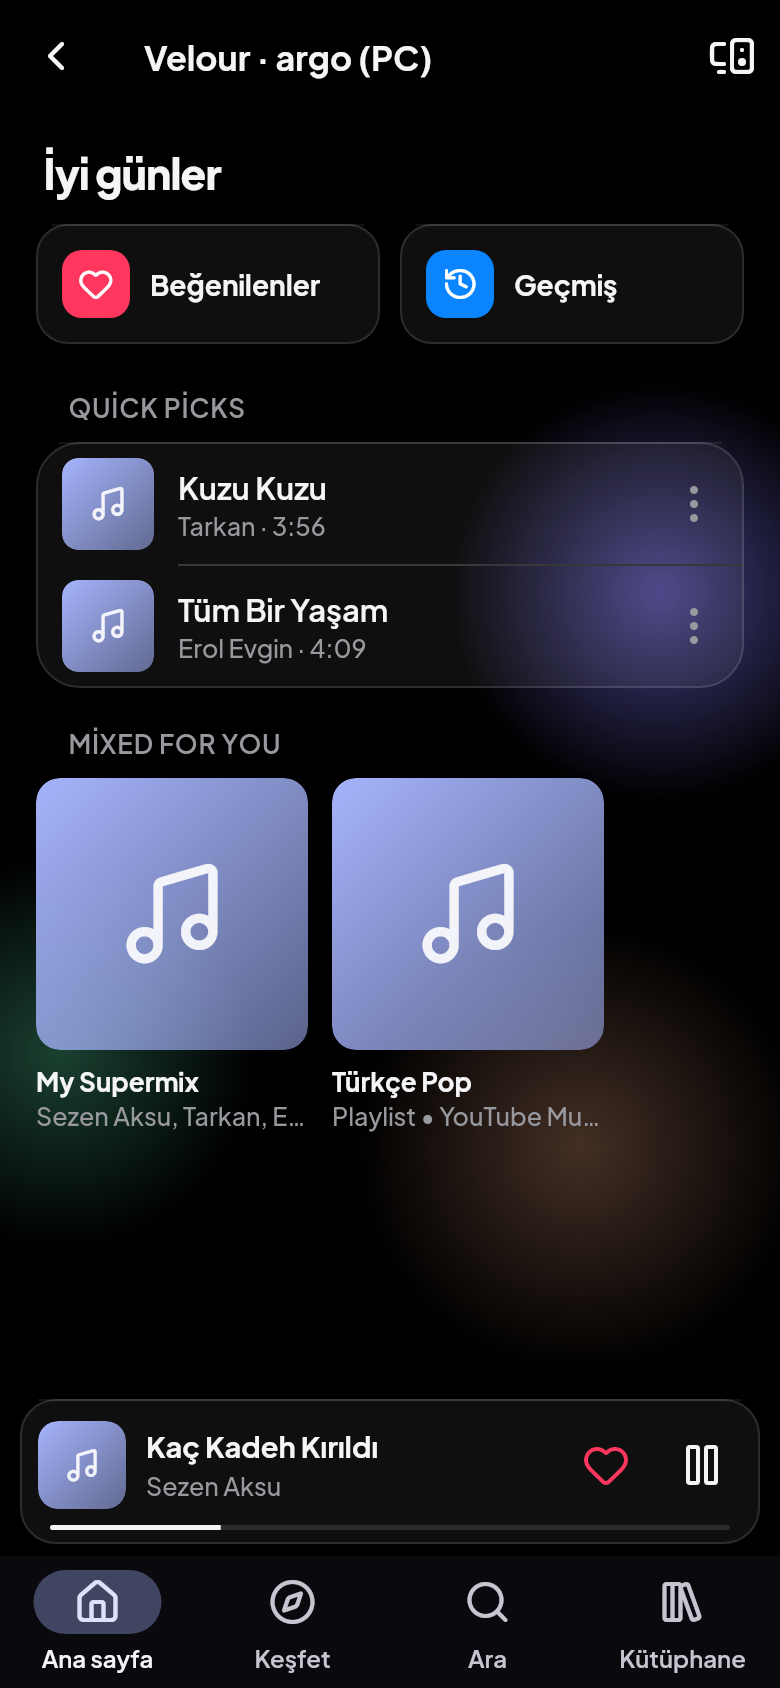 Velour · argo (PC)
İyi günler
Beğenilenler
Geçmiş
QUİCK PİCKS
Kuzu Kuzu
Tarkan · 3:56
Tüm Bir Yaşam
Erol Evgin · 4:09
MİXED FOR YOU
My Supermix
Sezen Aksu, Tarkan, E...
Türkçe Pop
Playlist • YouTube Mu...
Kaç Kadeh Kırıldı
Sezen Aksu
Ana sayfa
Keşfet
Ara
Kütüphane